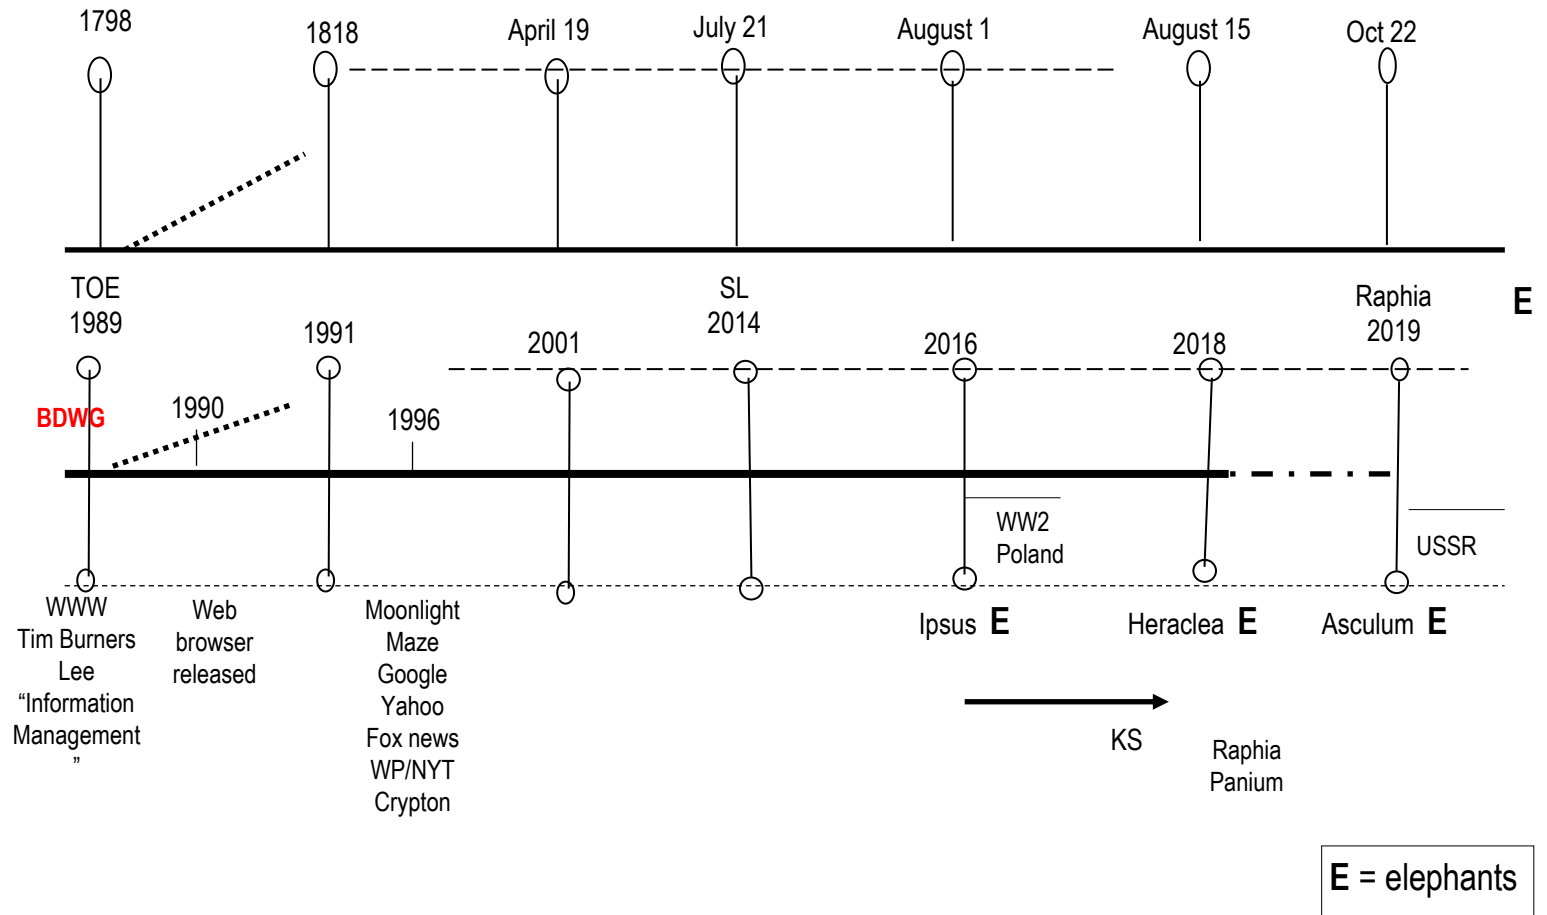 1798
1818
April 19
July 21
August 1
August 15
Oct 22
TOE
1989
1991
2001
SL
2014
2016
2018
Raphia
2019
E
BDWG
1990
1996
WW2
Poland
USSR
WWW
Tim Burners
Lee
“Information
Management
”
Web
browser
released
Moonlight
Maze
Google
Yahoo
Fox news
WP/NYT
Crypton
Ipsus E
Heraclea E
Asculum E
KS
Raphia
Panium
E = elephants